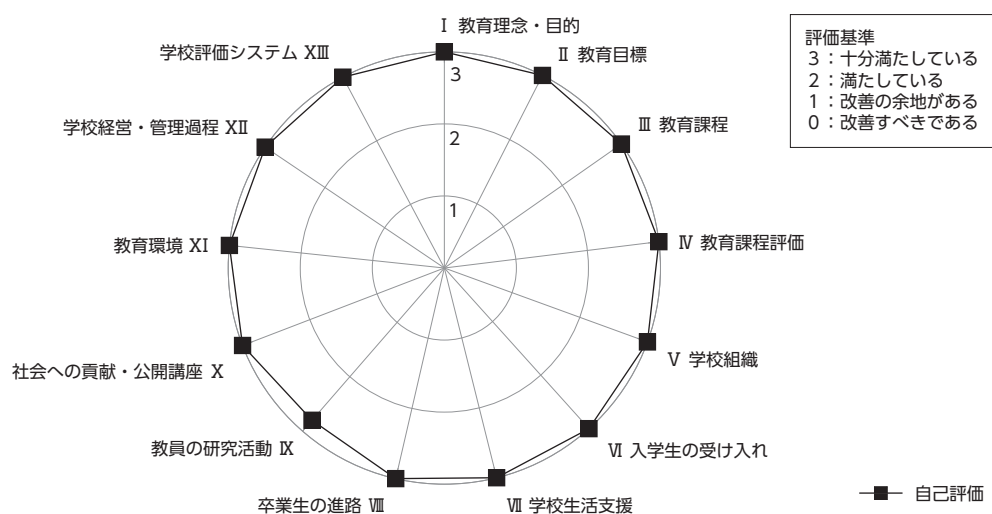 Ⅰ 教育理念・目的
Ⅱ 教育目標
Ⅲ 教育課程
Ⅳ 教育課程評価
Ⅴ 学校組織
Ⅵ 入学生の受け入れ
Ⅶ 学校生活支援
卒業生の進路 Ⅷ
教員の研究活動 Ⅸ
社会への貢献・公開講座 Ⅹ
教育環境 Ⅺ
学校経営・管理過程 Ⅻ
学校評価システム XⅢ
3
2
1
評価基準
3：十分満たしている
2：満たしている
1：改善の余地がある
0：改善すべきである
自己評価